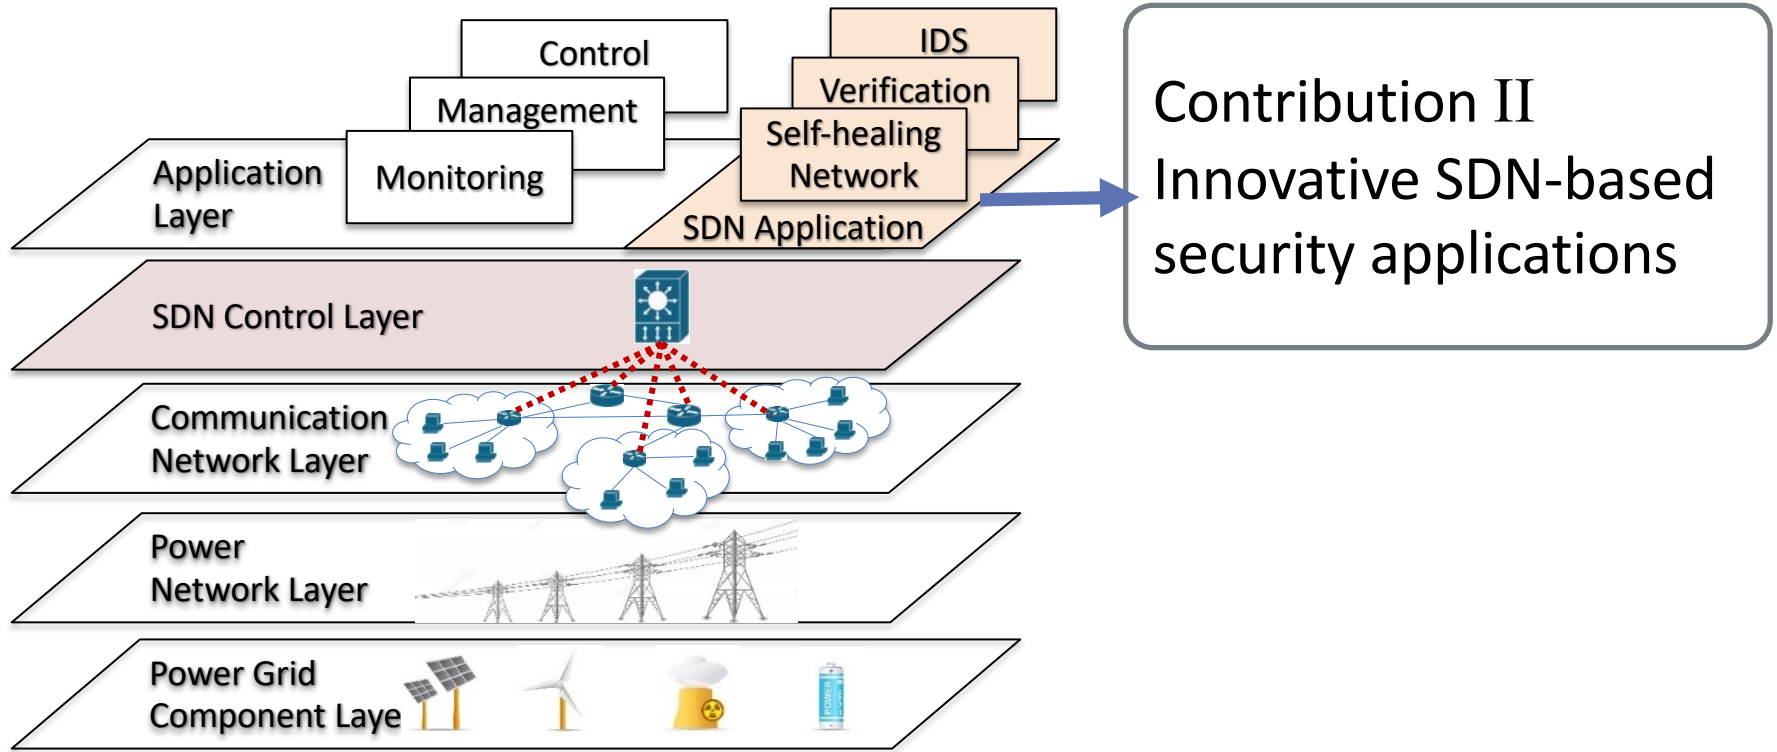 Control
Management
Monitoring
IDS
Verification
Self-healing
Network
SDN Application
Application
Layer
Contribution II
Innovative SDN-based
security applications
SDN Control Layer
Communication
Network Layer
Power
Network Layer
Power Grid
Component Laye
POWER